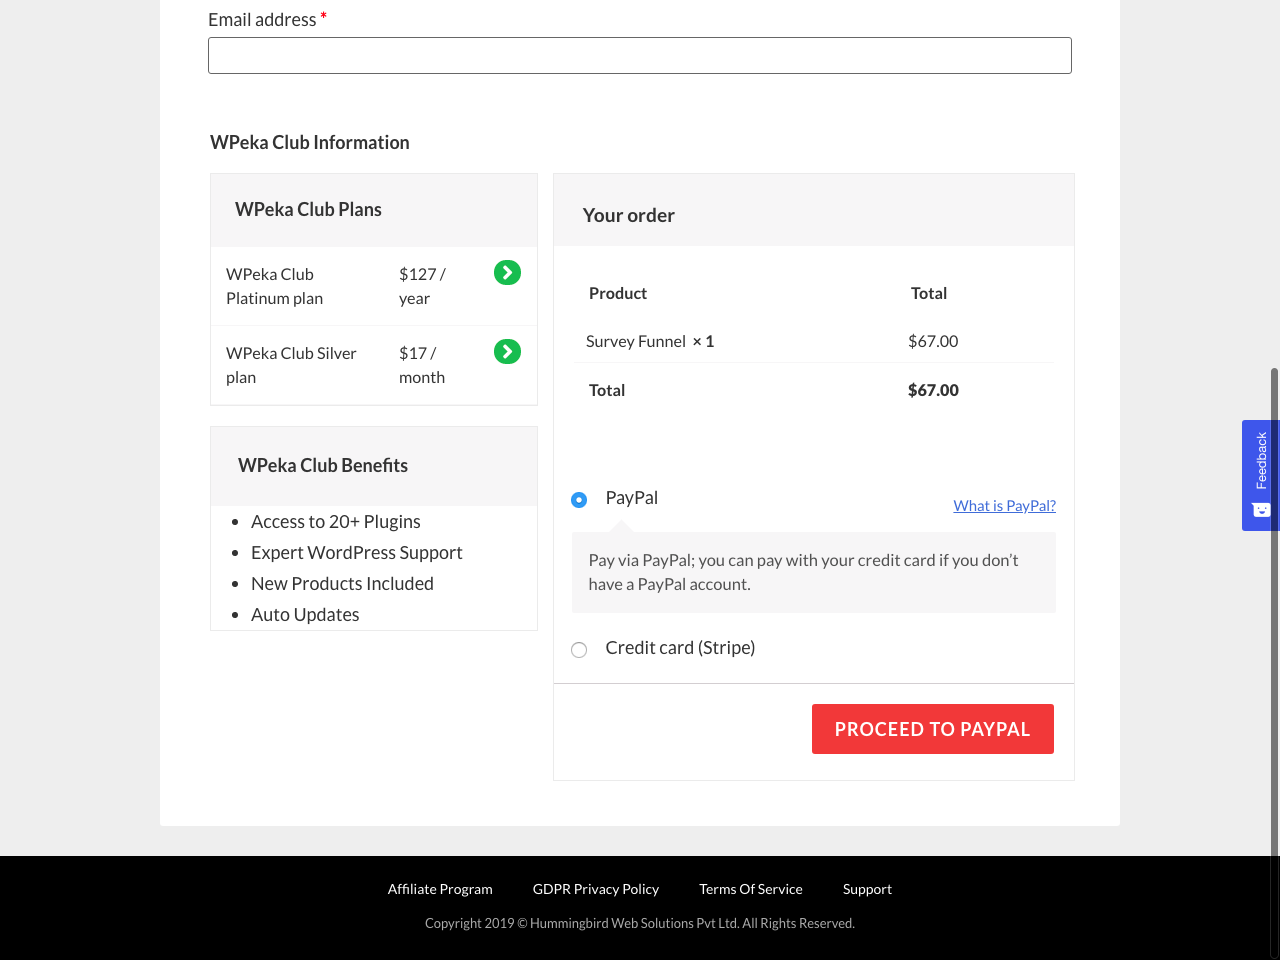 Email address *
WPeka Club Information
WPeka Club Plans
WPeka Club
Platinum plan
$127 /
year
WPeka Club Silver
plan
$17 /
month
WPeka Club Benefits
Access to 20+ Plugins
Expert WordPress Support
New Products Included
Auto Updates
Your order
Product Total
Survey Funnel × 1 $67.00
Total $67.00
PayPal
What is PayPal?
Pay via PayPal; you can pay with your credit card if you don’t
have a PayPal account.
Credit card (Stripe)
PROCEED TO PAYPAL
Feedback
Affiliate Program GDPR Privacy Policy Terms Of Service Support
Copyright 2019 © Hummingbird Web Solutions Pvt Ltd. All Rights Reserved.